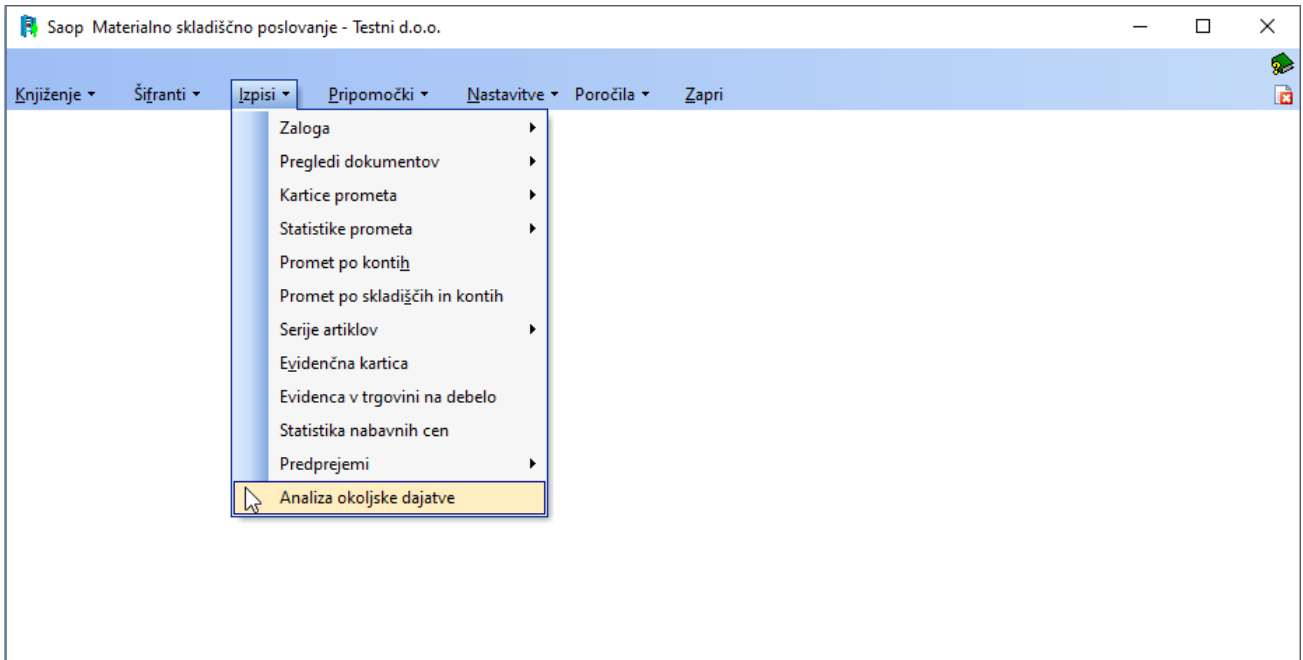 Saop Materialno skladiščno poslovanje - Testni d.o.o.
Knjiženje Šifranti Izpisi Pripomočki Nastavitve Poročila Zapri
Zaloga
Pregledi dokumentov
Kartice prometa
Statistike prometa
Promet po kontih
Promet po skladiščih in kontih
Serije artiklov
Evidenčna kartica
Evidenca v trgovini na debelo
Statistika nabavnih cen
Predprejemi
Analiza okoljske dajatve